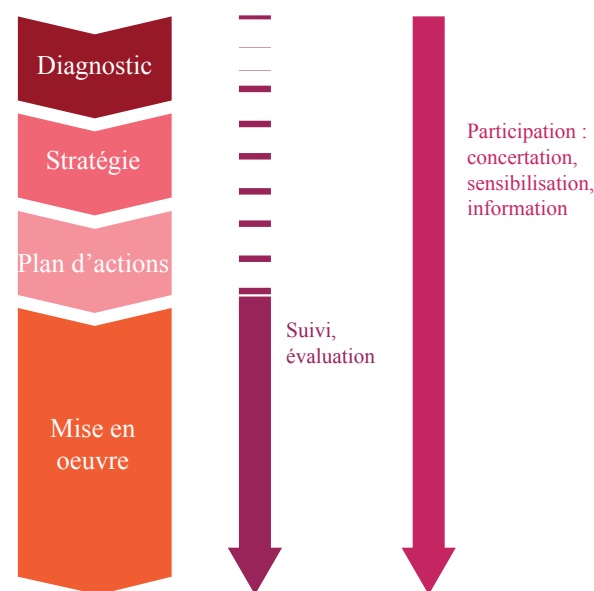 Diagnostic
Stratégie
Plan d’actions
Mise en
oeuvre
Suivi,
évaluation
Participation :
concertation,
sensibilisation,
information